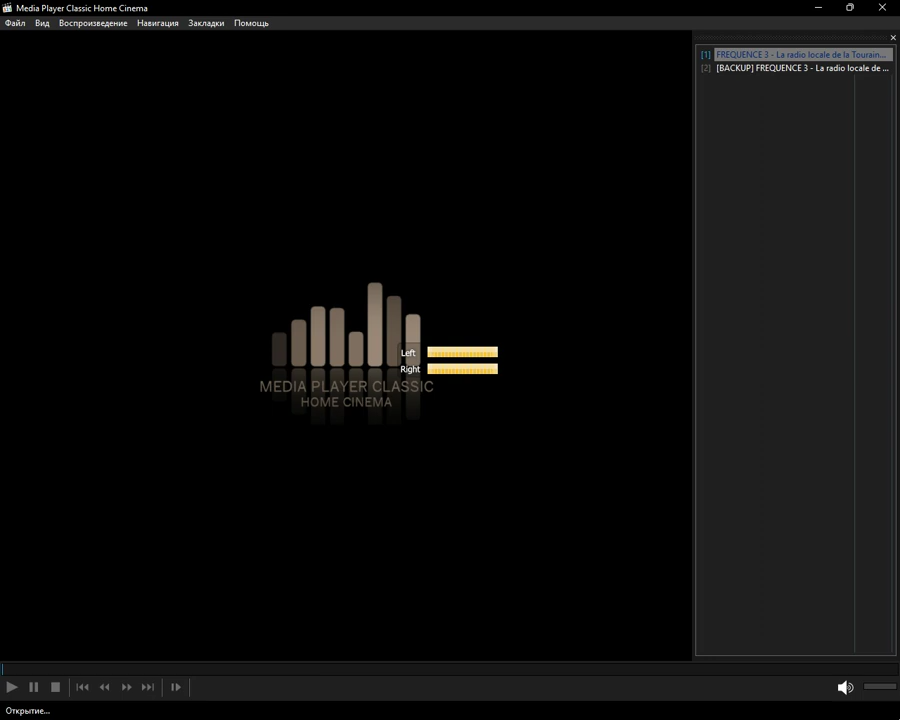 Media Player Classic Home Cinema
Файл Вид Воспроизведение Навигация Закладки Помощь
[1] FREQUENCE 3 - La radio locale de la Tourain...
[2] [BACKUP] FREQUENCE 3 - La radio locale de ...
Left
Right
MEDIA PLAYER CLASSIC
HOME CINEMA
Открытие...